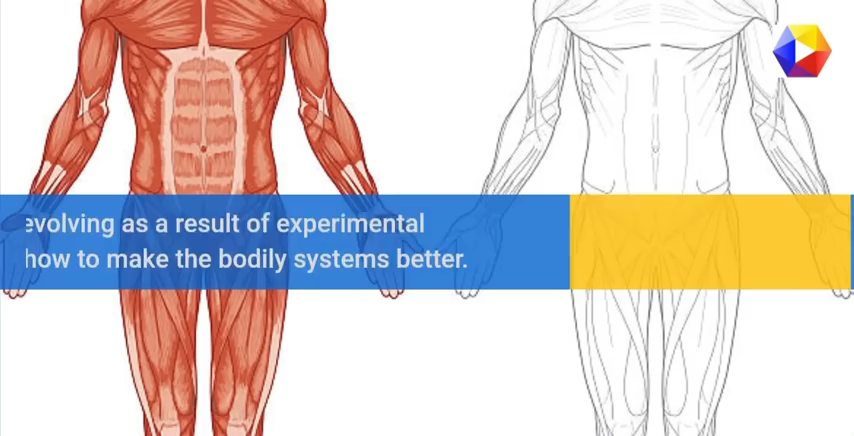 evolving as a result of experimental
how to make the bodily systems better.